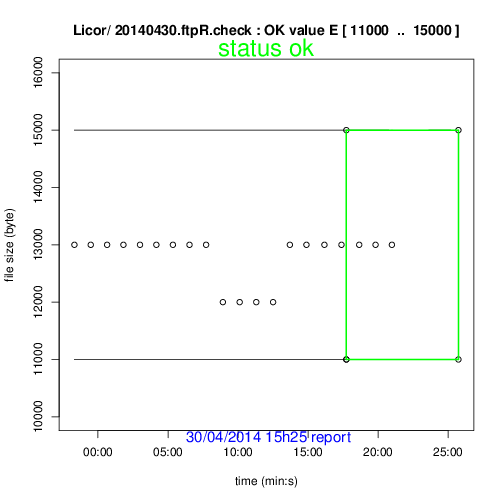 Licor/ 20140430.ftpR.check : OK value E [ 11000 .. 15000 ]
status ok
16000
15000
14000
13000
12000
11000
10000
file size (byte)
30/04/2014 15h25 report
00:00 05:00 10:00 15:00 20:00 25:00
time (min:s)